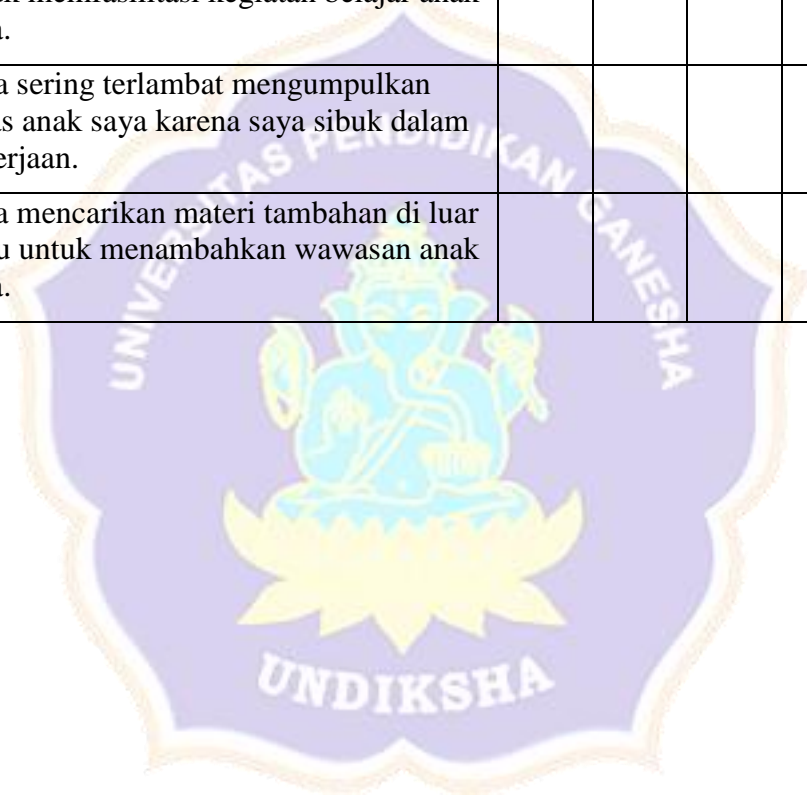 memfasilitasi kegiatan belajar anak
sering terlambat mengumpulkan
anak saya karena saya sibuk dalam
mencarikan materi tambahan di luar
untuk menambahkan wawasan anak
UNIVERSITAS PENDIDIKAN GANESHA
UNDIKSHA